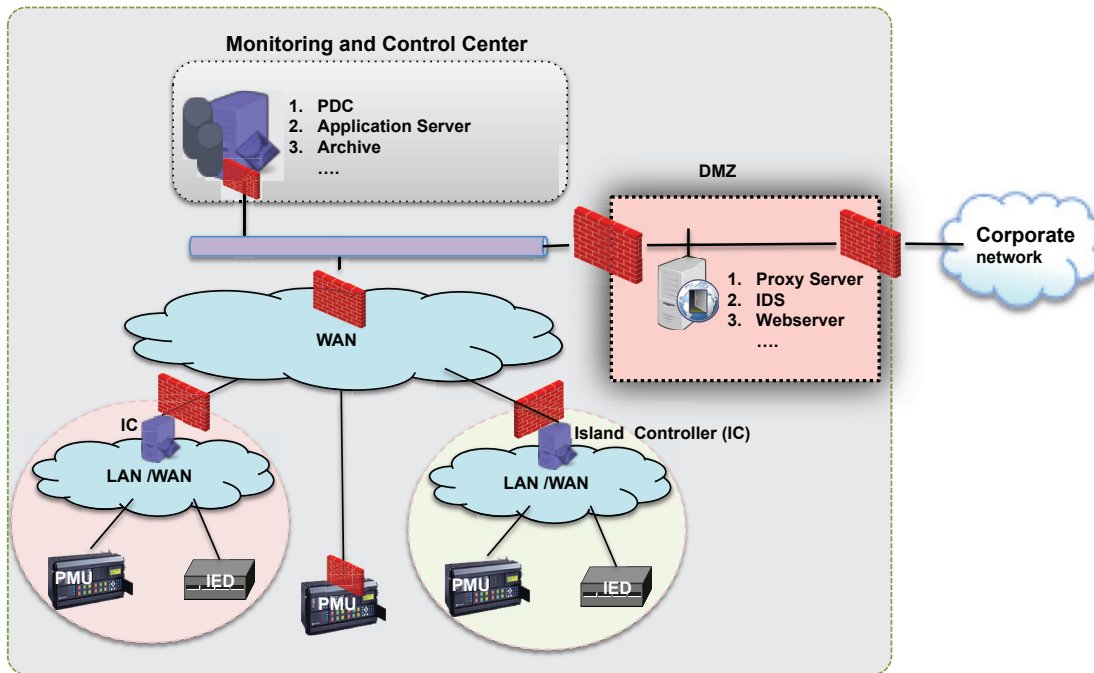 Monitoring and Control Center
1. PDC
2. Application Server
3. Archive
….
DMZ
1. Proxy Server
2. IDS
3. Webserver
….
Corporate
network
WAN
IC
LAN /WAN
PMU
IED
PMU
Island Controller (IC)
LAN /WAN
PMU
IED